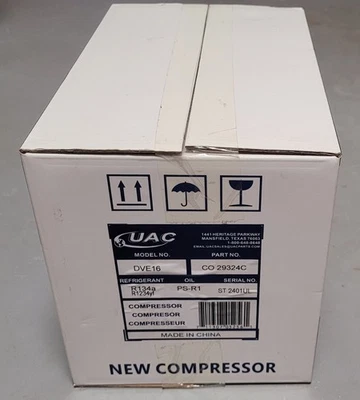 UAC
1441 HERITAGE PARKWAY
MANSFIELD, TEXAS 76063
MODEL NO. PART NO.
DVE16 CO 29324C
REFRIGERANT OIL SERIAL NO.
R134a PS-R1 ST 2401UL
R1234yf
COMPRESSOR
COMPRESOR
COMPRESSEUR
MADE IN CHINA
NEW COMPRESSOR